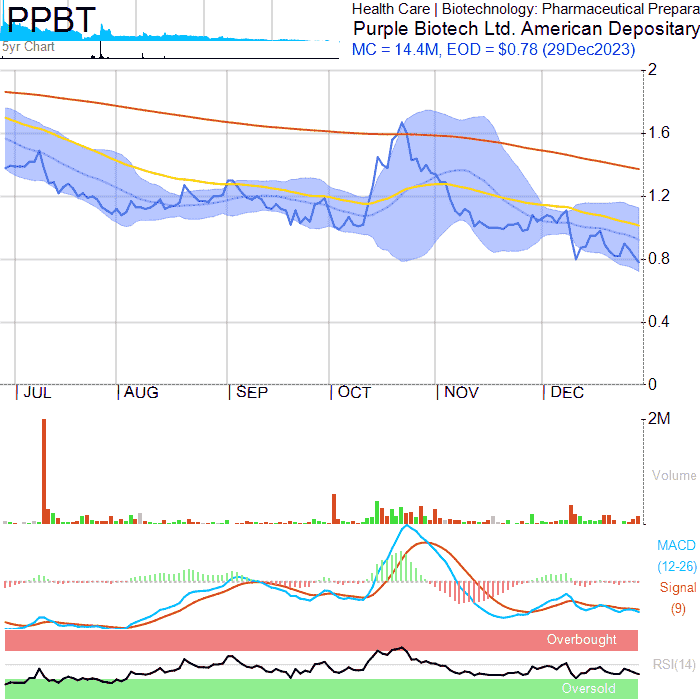 PPBT
5yr Chart
Health Care | Biotechnology: Pharmaceutical Prepara
Purple Biotech Ltd. American Depositary
MC = 14.4M, EOD = $0.78 (29Dec2023)
2
1.6
1.2
0.8
0.4
0
JUL AUG SEP OCT NOV DEC
2M
Volume
MACD
(12-26)
Signal
(9)
Overbought
RSI(14)
Oversold